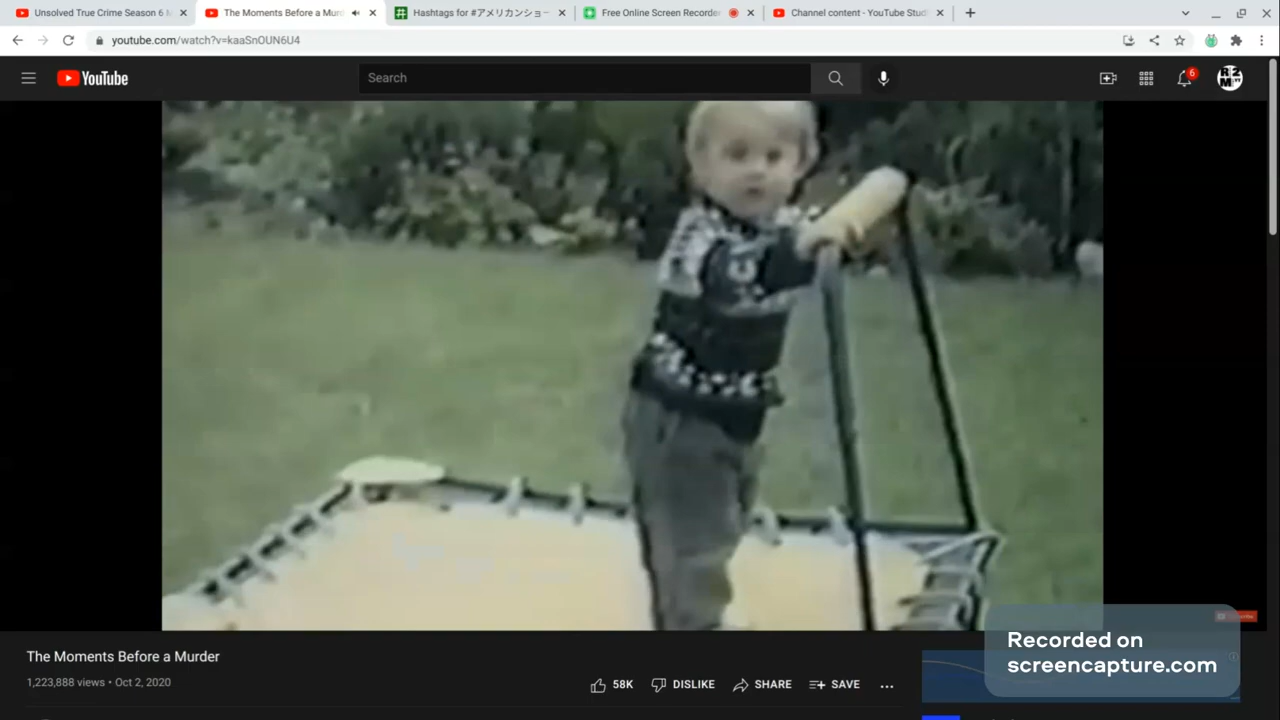 Unsolved True Crime Season 6 M
The Moments Before a Mur
Hashtags for #アメリカンショー
Free Online Screen Recorder
Channel content - YouTube Stud
youtube.com/watch?v=kaaSnOUN6U4
YouTube
Search
6
The Moments Before a Murder
1,223,888 views • Oct 2, 2020
58K
DISLIKE
SHARE
SAVE
Recorded on
screencapture.com